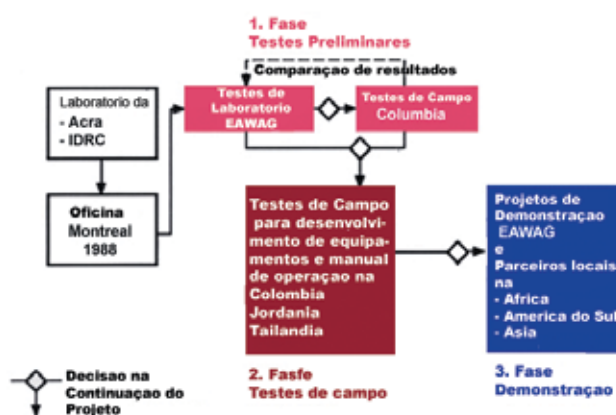 1. Fase
Testes Preliminares
Comparaçao de resultados
Laboratorio da
- Acra
- IDRC
Testes de
Laboratorio
EAWAG
Testes de Campo
Columbia
Oficina
Montreal
1988
Testes de Campo
para desenvolvi-
mento de equipa-
mentos e manual
de operaçao na
Colombia
Jordania
Tailandia
Projetos de
Demonstraçao
EAWAG
e
Parceiros locais
na
- Africa
- America do Sul
- Asia
2. Fasfe
Testes de campo
3. Fase
Demonstraçao
Decisao na
Continuaçao do
Projeto